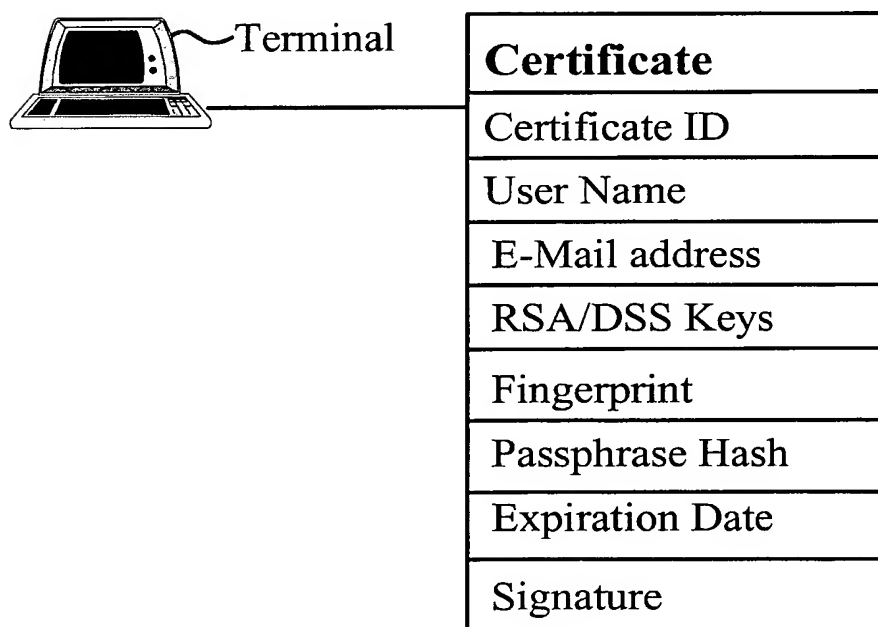 Terminal
Certificate
Certificate ID
User Name
E-Mail address
RSA/DSS Keys
Fingerprint
Passphrase Hash
Expiration Date
Signature